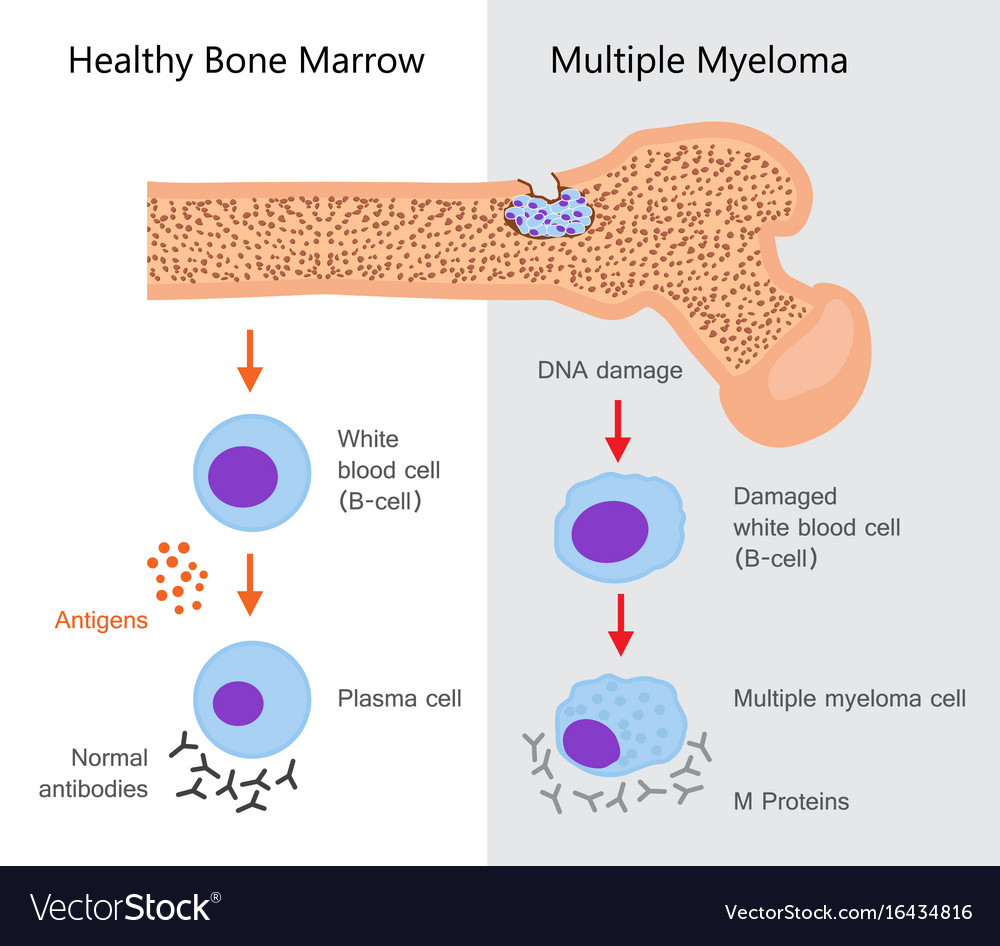 Healthy Bone Marrow
Multiple Myeloma
DNA damage
White
blood cell
(B-cell)
Damaged
white blood cell
(B-cell)
Antigens
Plasma cell
Multiple myeloma cell
Normal
antibodies
M Proteins
VectorStock®
VectorStock.com/16434816